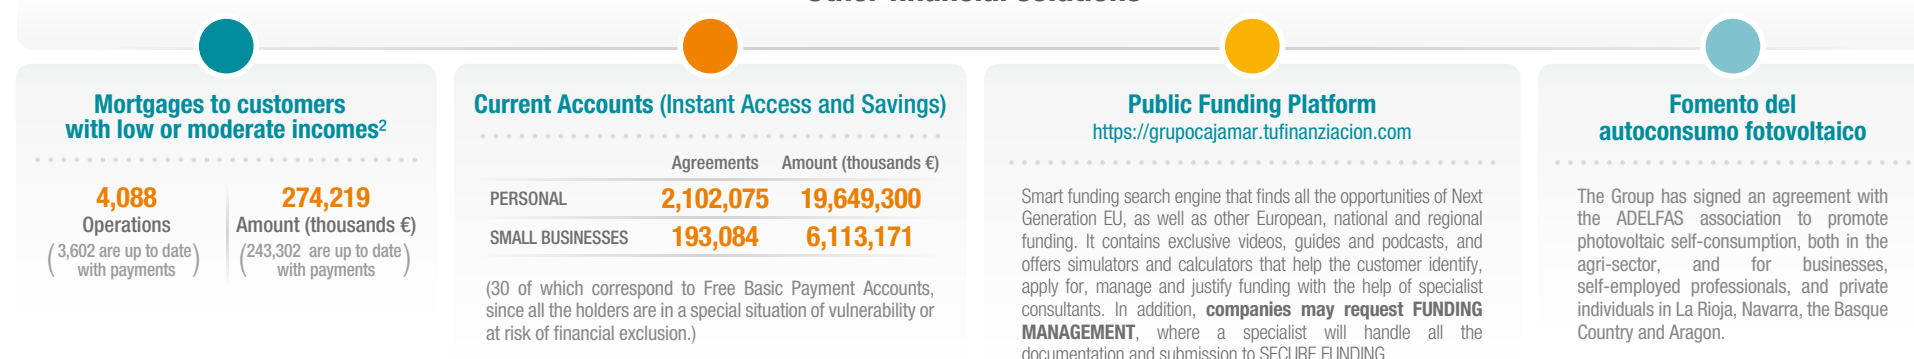 Other financial solutions
Mortgages to customers
with low or moderate incomes²
4,088
Operations
(3,602 are up to date
with payments)
274,219
Amount (thousands €)
(243,302 are up to date
with payments)
Current Accounts (Instant Access and Savings)
Agreements Amount (thousands €)
PERSONAL 2,102,075 19,649,300
SMALL BUSINESSES 193,084 6,113,171
(30 of which correspond to Free Basic Payment Accounts,
since all the holders are in a special situation of vulnerability or
at risk of financial exclusion.)
Public Funding Platform
https://grupocajamar.tufinanziacion.com
Smart funding search engine that finds all the opportunities of Next
Generation EU, as well as other European, national and regional
funding. It contains exclusive videos, guides and podcasts, and
offers simulators and calculators that help the customer identify,
apply for, manage and justify funding with the help of specialist
consultants. In addition, companies may request FUNDING
MANAGEMENT, where a specialist will handle all the
documentation and submission to SECURE FUNDING.
Fomento del
autoconsumo fotovoltaico
The Group has signed an agreement with
the ADELFAS association to promote
photovoltaic self-consumption, both in the
agri-sector, and for businesses,
self-employed professionals, and private
individuals in La Rioja, Navarra, the Basque
Country and Aragon.